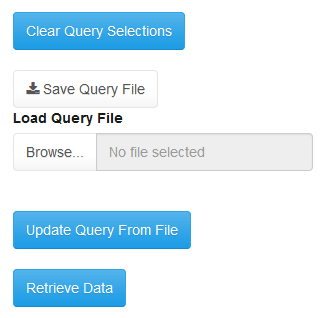 Clear Query Selections
Save Query File
Load Query File
Browse... No file selected
Update Query From File
Retrieve Data